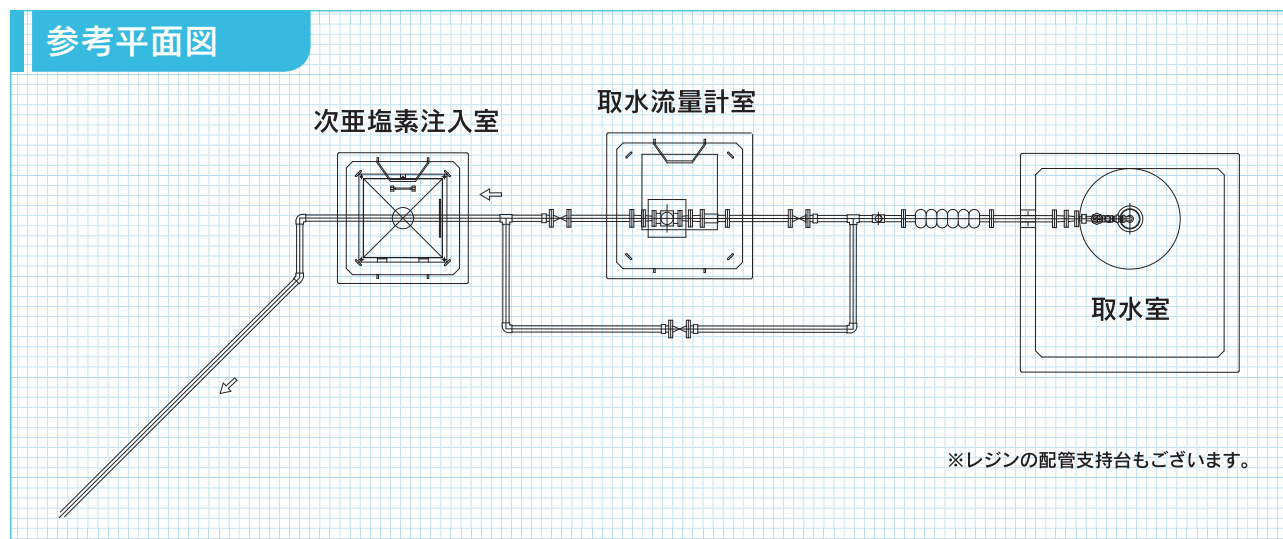 参考平面図
取水流量計室
次亜塩素注入室
取水室
※レジンの配管支持台もございます。